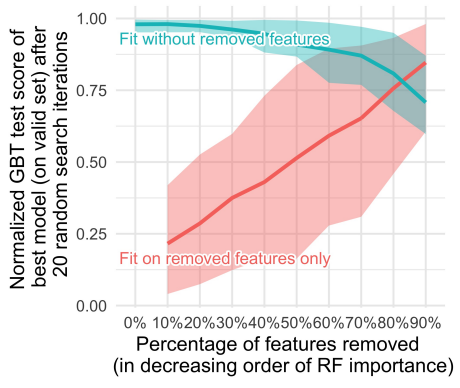 Normalized GBT test score of
best model (on valid set) after
20 random search iterations
1.00
0.75
0.50
0.25
0.00
Fit without removed features
Fit on removed features only
0% 10% 20% 30% 40% 50% 60% 70% 80% 90%
Percentage of features removed
(in decreasing order of RF importance)